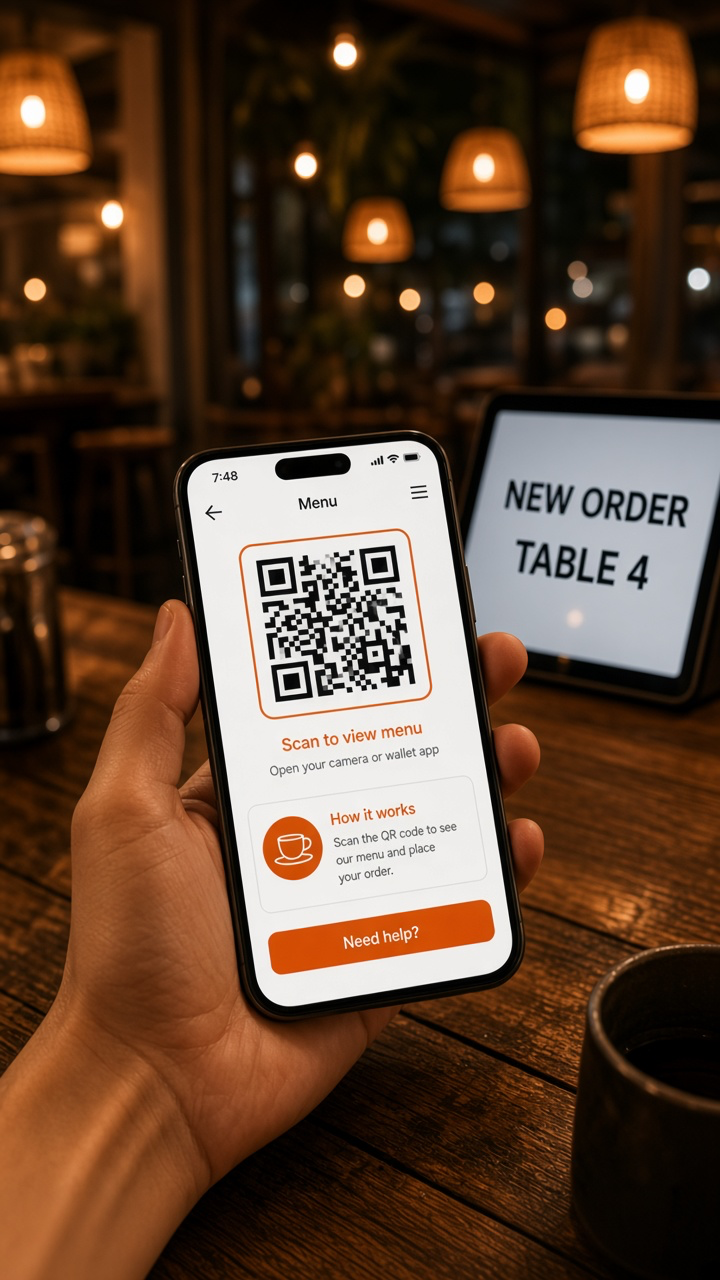 7:48
Menu
Scan to view menu
Open your camera or wallet app
How it works
Scan the QR code to see
our menu and place
your order.
Need help?
NEW ORDER
TABLE 4